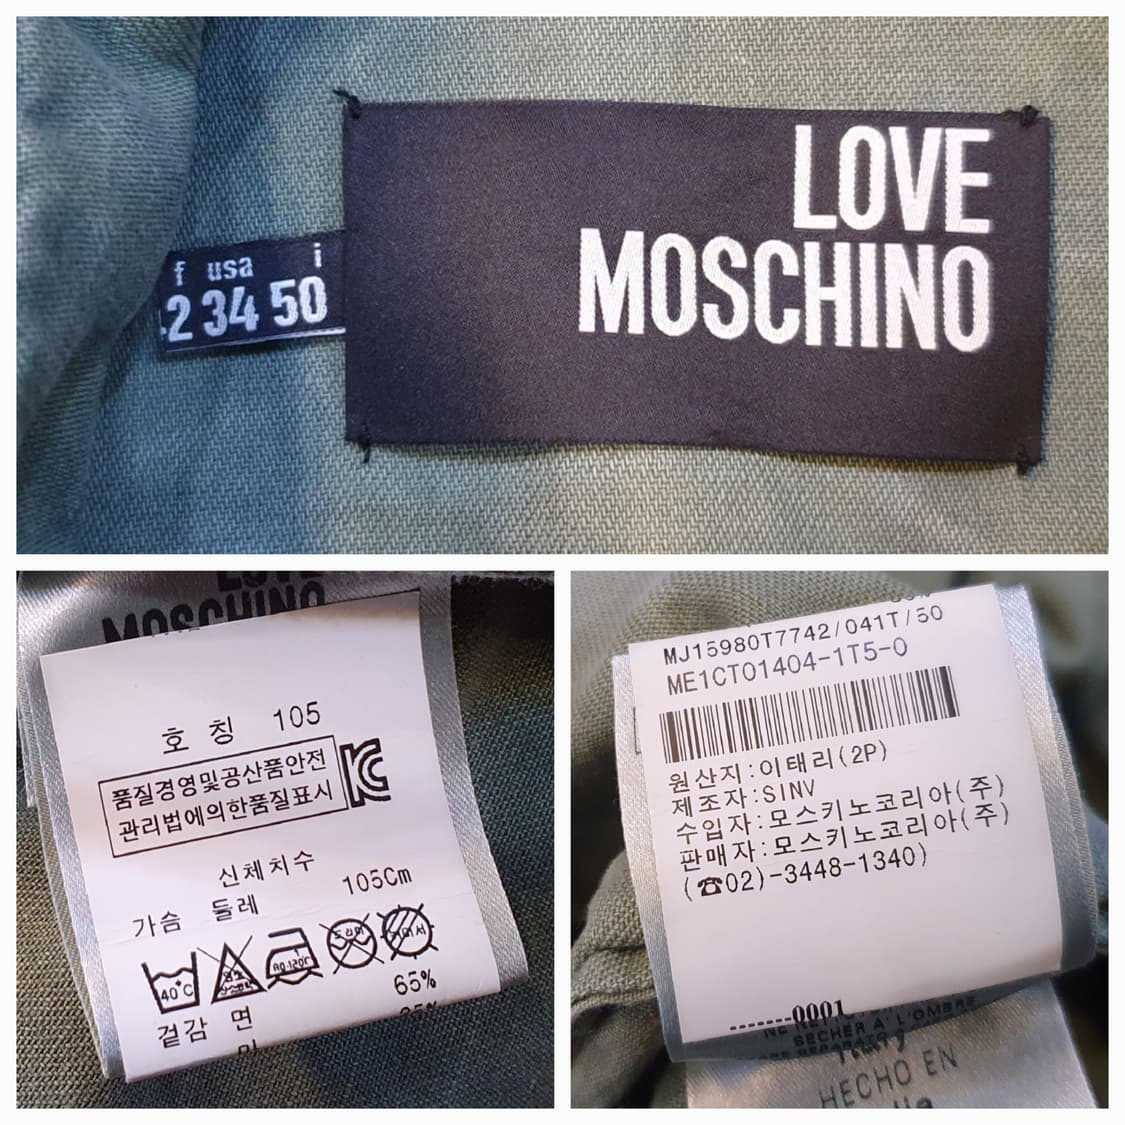 LOVE
MOSCHINO
f usa i
2 34 50
MOSCHINO
호 칭 105
품질경영및공산품안전
관리법에의한품질표시
신체치수
가슴 둘레 105Cm
40°C
겉감 면 65%
MJ15980T7742/041T/50
ME1CT01404-1T5-0
원산지:이태리(2P)
제조자:SINV
수입자:모스키노코리아(주)
판매자:모스키노코리아(주)
(☎02)-3448-1340)
-------0001
SÉCHER À L'OMBRE
HECHO EN